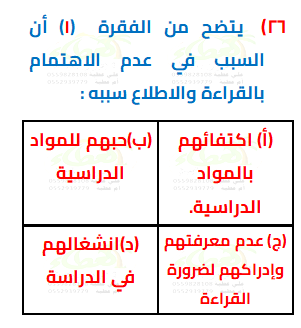 ٢٦) يتضح من الفقرة (١) أن
السبب في عدم الاهتمام
بالقراءة والاطلاع سببه :
(أ) اكتفائهم
بالمواد
الدراسية.
(ب)حبهم للمواد
الدراسية
(ج) عدم معرفتهم
وإدراكهم لضرورة
القراءة
(د)انشغالهم
في الدراسة